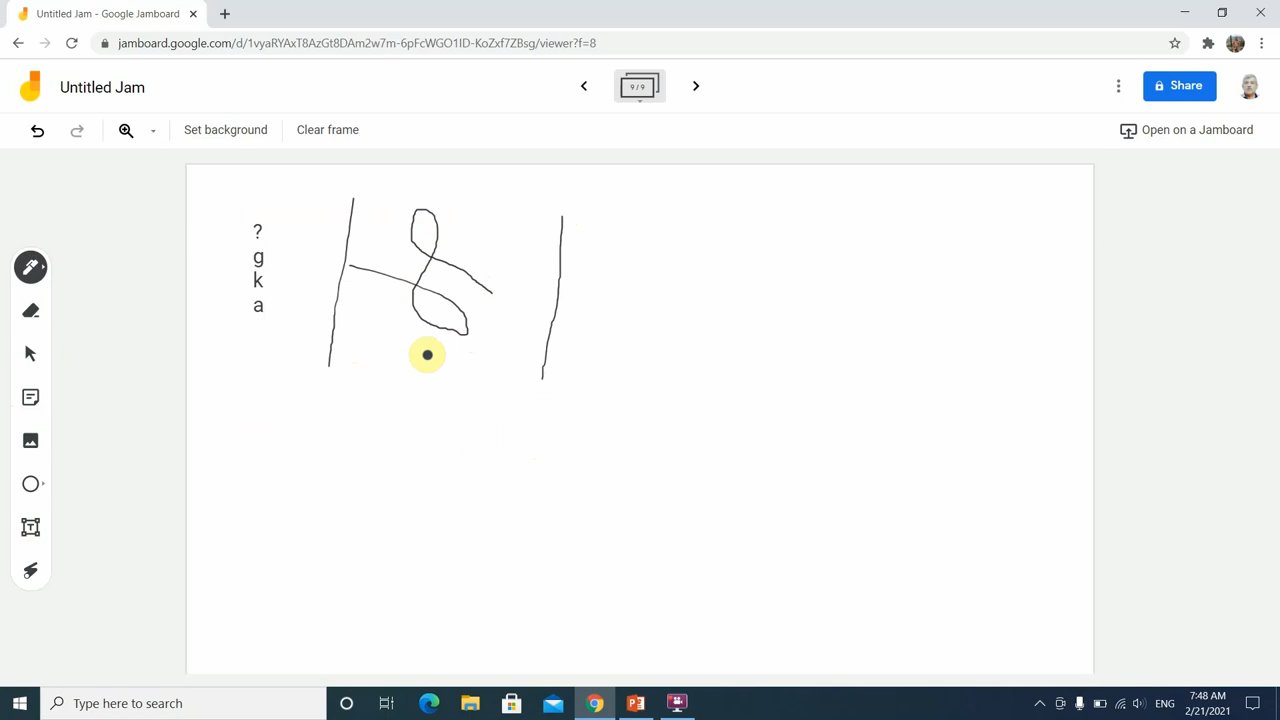 Untitled Jam - Google Jamboard
jamboard.google.com/d/1vyaRYAxT8AzGt8DAm2w7m-6pFcWGO1ID-KoZxf7ZBsg/viewer?f=8
Untitled Jam
9 / 9
Share
Set background
Clear frame
Open on a Jamboard
?
g
k
a
Type here to search
ENG
7:48 AM
2/21/2021